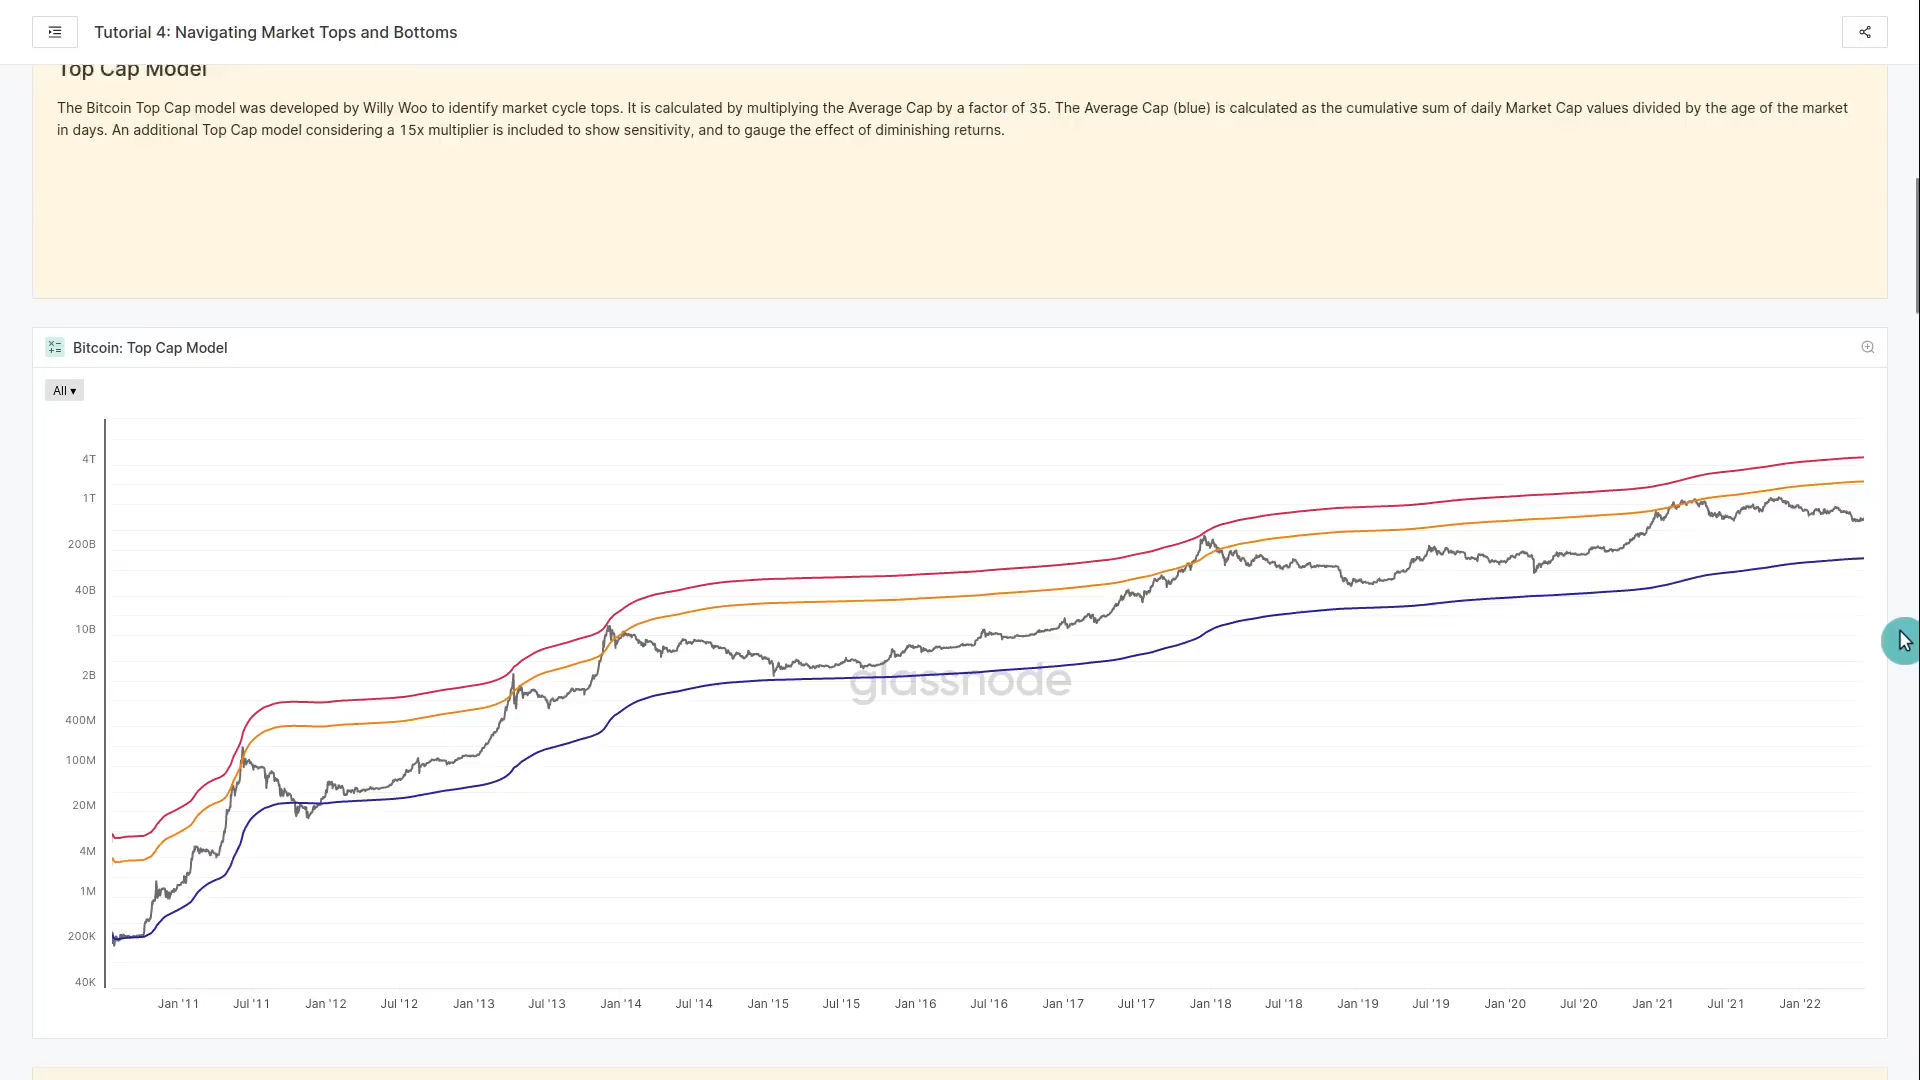 Tutorial 4: Navigating Market Tops and Bottoms
Top Cap Model
The Bitcoin Top Cap model was developed by Willy Woo to identify market cycle tops. It is calculated by multiplying the Average Cap by a factor of 35. The Average Cap (blue) is calculated as the cumulative sum of daily Market Cap values divided by the age of the market
in days. An additional Top Cap model considering a 15x multiplier is included to show sensitivity, and to gauge the effect of diminishing returns.
Bitcoin: Top Cap Model
All ▾
4T
1T
200B
40B
10B
2B
400M
100M
20M
4M
1M
200K
40K
glassnode
Jan '11 Jul '11 Jan '12 Jul '12 Jan '13 Jul '13 Jan '14 Jul '14 Jan '15 Jul '15 Jan '16 Jul '16 Jan '17 Jul '17 Jan '18 Jul '18 Jan '19 Jul '19 Jan '20 Jul '20 Jan '21 Jul '21 Jan '22